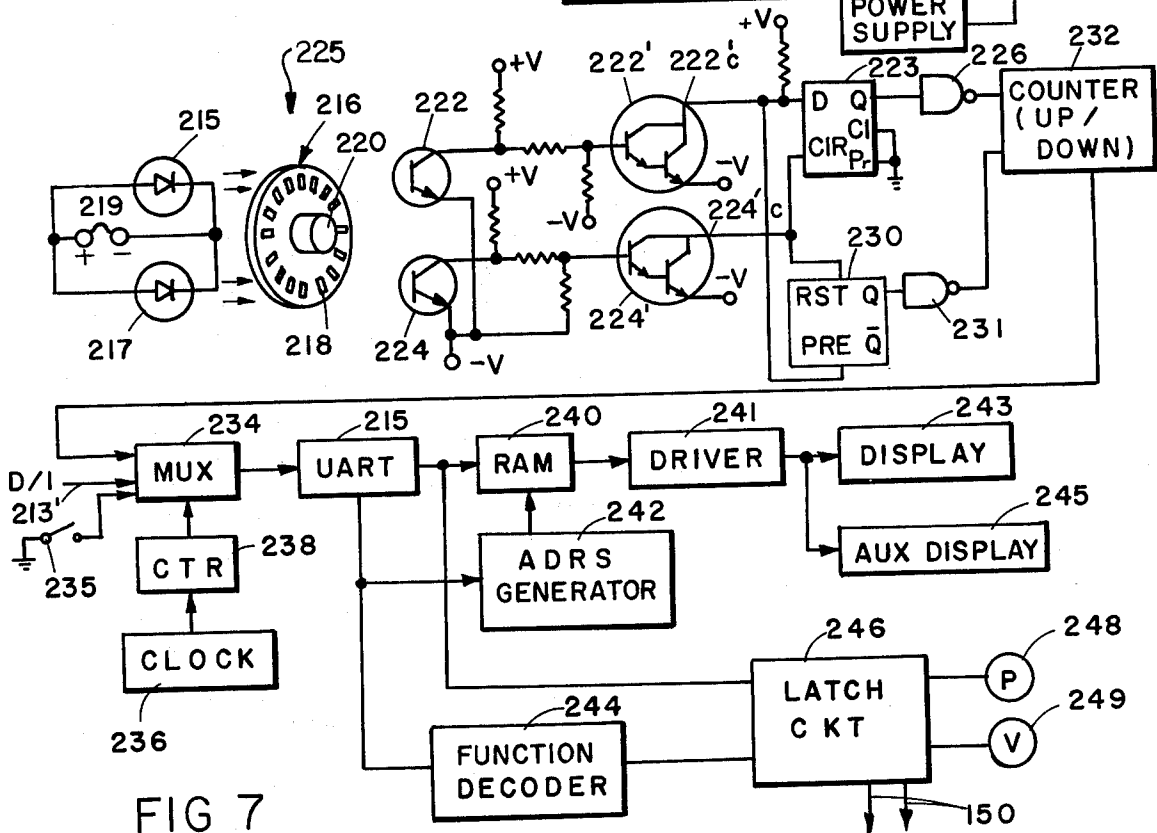 POWER
SUPPLY
+V
225
222'
222'c
223
226
232
215
216
222
+V
D Q
Cl
ClR
Pr
COUNTER
(UP/
DOWN)
220
219
+ -
+V
-V
-V
224'
c
230
217
218
224
-V
224'
-V
RST Q
PRE Q̅
231
234
215
240
241
243
MUX
UART
RAM
DRIVER
DISPLAY
D/I
213'
235
238
CTR
242
ADRS
GENERATOR
245
AUX DISPLAY
CLOCK
236
246
LATCH
CKT
248
P
249
V
244
FUNCTION
DECODER
150
FIG 7